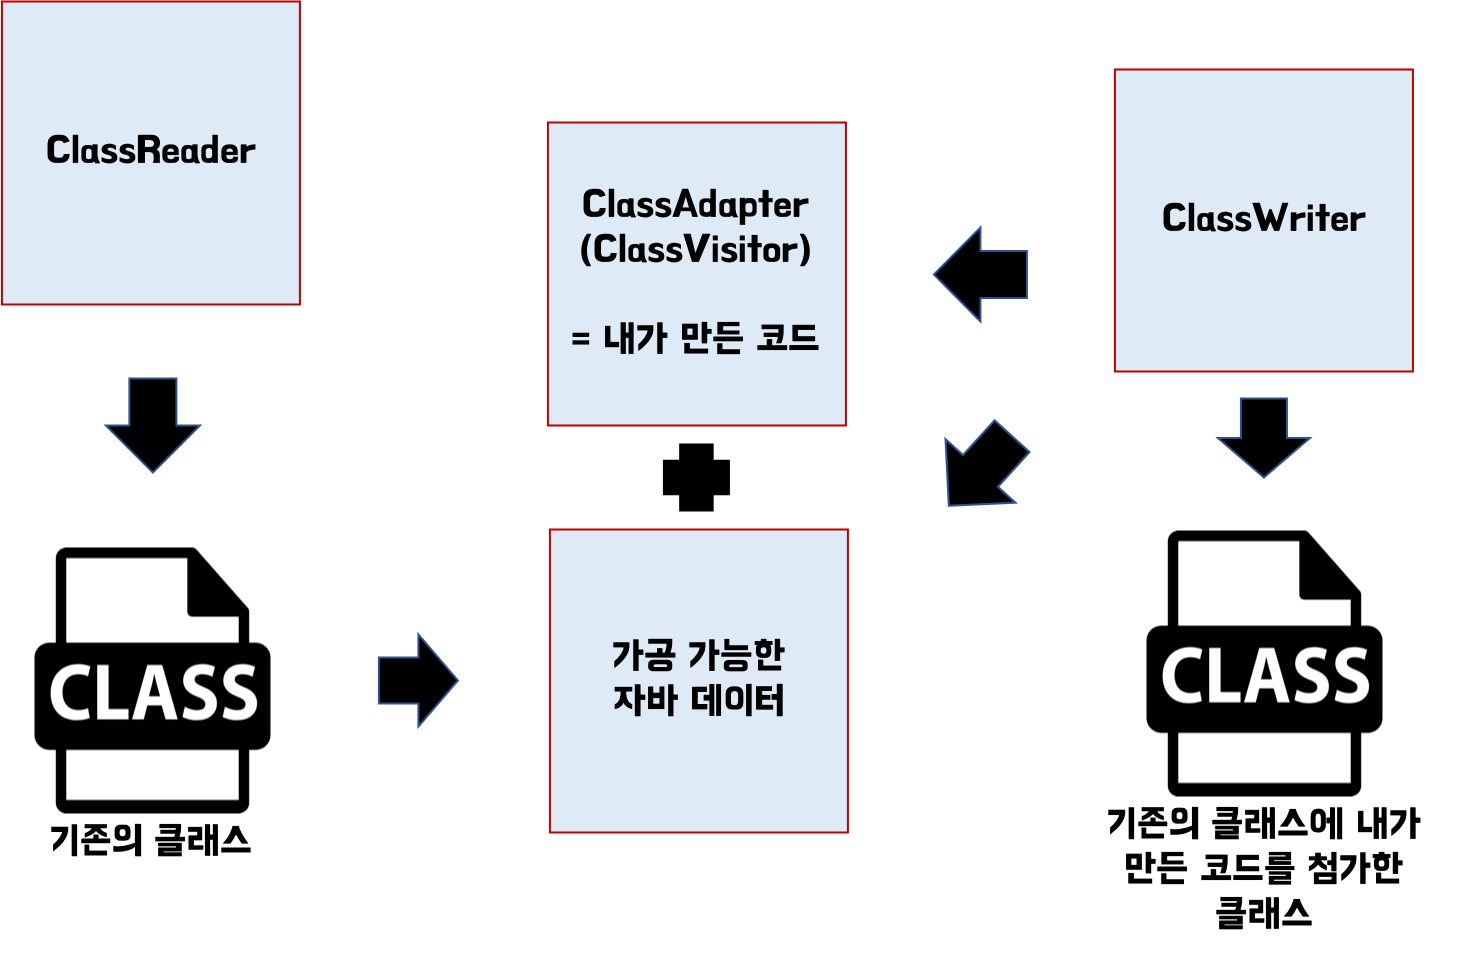 ClassReader
ClassAdapter
(ClassVisitor)
= 내가 만든 코드
ClassWriter
CLASS
기존의 클래스
가공 가능한
자바 데이터
CLASS
기존의 클래스에 내가
만든 코드를 첨가한
클래스